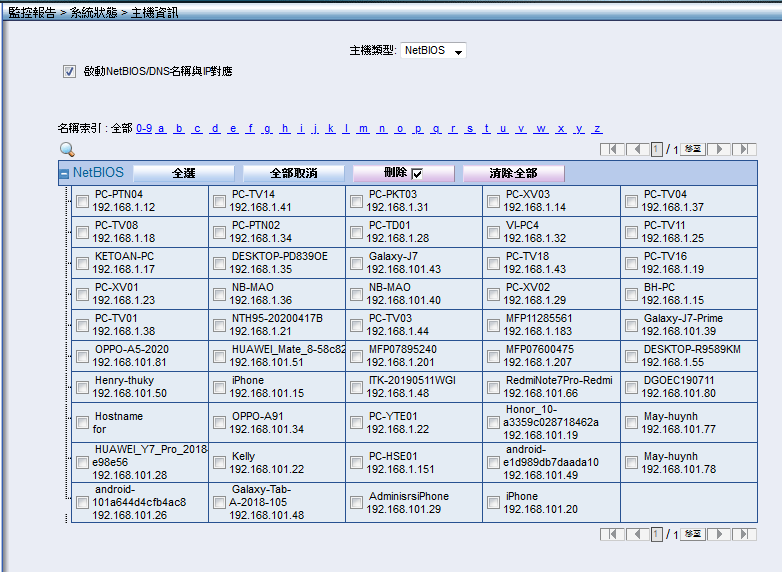 監控報告 > 系統狀態 > 主機資訊
主機類型: NetBIOS
啟動NetBIOS/DNS名稱與IP對應
名稱索引 : 全部 0-9 a b c d e f g h i j k l m n o p q r s t u v w x y z
1 / 1 移至
NetBIOS 全選 全部取消 刪除 清除全部
PC-PTN04 PC-TV14 PC-PKT03 PC-XV03 PC-TV04
192.168.1.12 192.168.1.41 192.168.1.31 192.168.1.14 192.168.1.37
PC-TV08 PC-PTN02 PC-TD01 VI-PC4 PC-TV11
192.168.1.18 192.168.1.34 192.168.1.28 192.168.1.32 192.168.1.25
KETOAN-PC DESKTOP-PD839OE Galaxy-J7 PC-TV18 PC-TV16
192.168.1.17 192.168.1.35 192.168.101.43 192.168.1.43 192.168.1.19
PC-XV01 NB-MAO NB-MAO PC-XV02 BH-PC
192.168.1.23 192.168.1.36 192.168.101.40 192.168.1.29 192.168.1.15
PC-TV01 NTH95-20200417B PC-TV03 MFP11285561 Galaxy-J7-Prime
192.168.1.38 192.168.1.21 192.168.1.44 192.168.1.183 192.168.101.39
OPPO-A5-2020 HUAWEI_Mate_8-58c82 MFP07895240 MFP07600475 DESKTOP-R9589KM
192.168.101.81 192.168.101.51 192.168.1.201 192.168.1.207 192.168.1.55
Henry-thuky iPhone ITK-20190511WGI RedmiNote7Pro-Redmi DGOEC190711
192.168.101.50 192.168.101.15 192.168.1.48 192.168.101.66 192.168.101.80
Hostname OPPO-A91 PC-YTE01 Honor_10- May-huynh
for 192.168.101.34 192.168.1.22 a3359c028718462a 192.168.101.77
192.168.101.19
HUAWEI_Y7_Pro_2018- Kelly PC-HSE01 android- May-huynh
e98e56 192.168.101.22 192.168.1.151 e1d989db7daada10 192.168.101.78
192.168.101.28 192.168.101.49
android- Galaxy-Tab- AdminisrsiPhone iPhone
101a644d4cfb4ac8 A-2018-105 192.168.101.29 192.168.101.20
192.168.101.26 192.168.101.48
1 / 1 移至